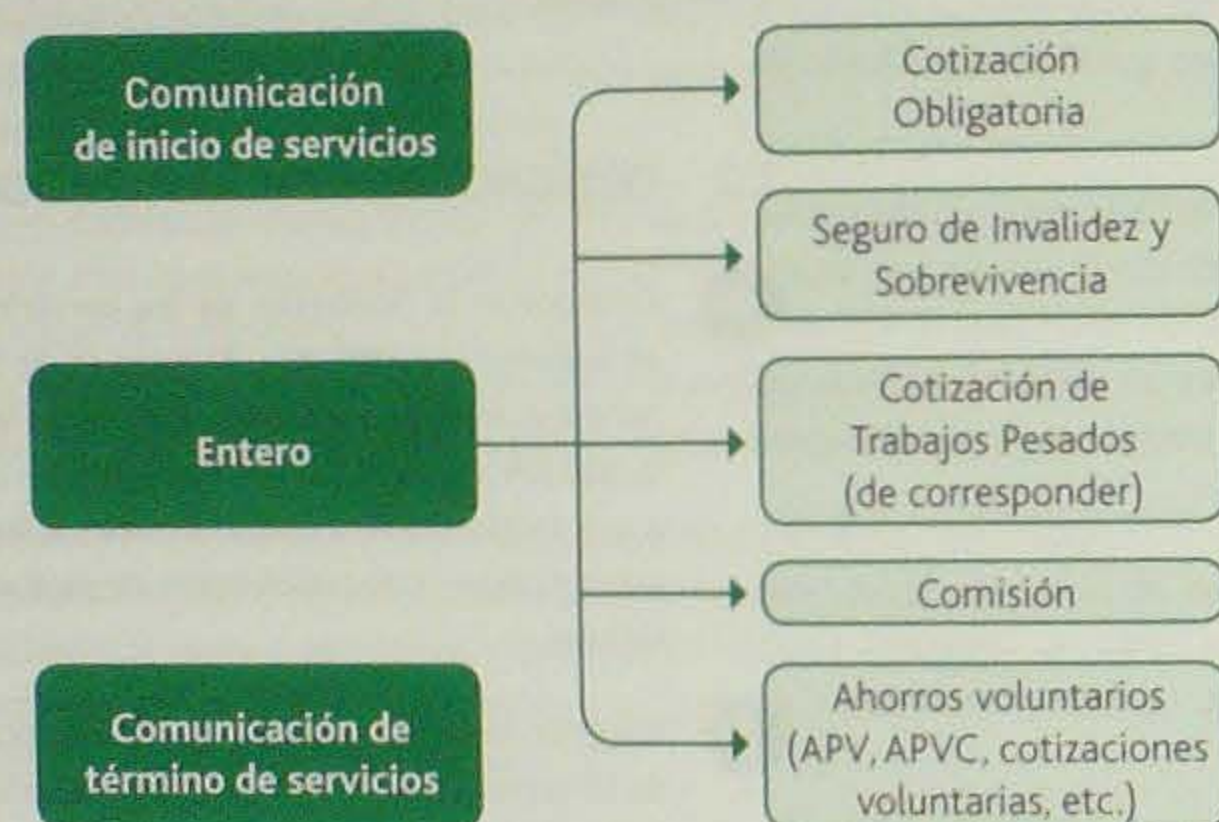 Comunicación
de inicio de servicios
Entero
Comunicación de
término de servicios
Cotización
Obligatoria
Seguro de Invalidez y
Sobrevivencia
Cotización de
Trabajos Pesados
(de corresponder)
Comisión
Ahorros voluntarios
(APV, APVC, cotizaciones
voluntarias, etc.)